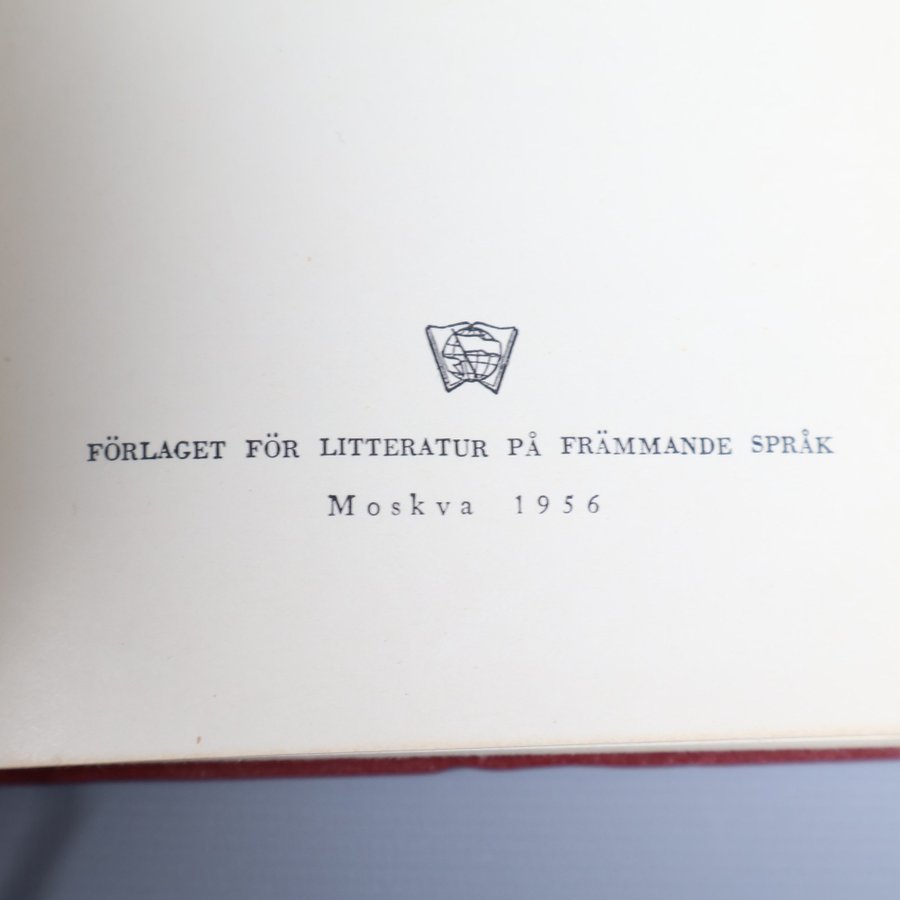 FÖRLAGET FÖR LITTERATUR PÅ FRÄMMANDE SPRÅK
Moskva 1956